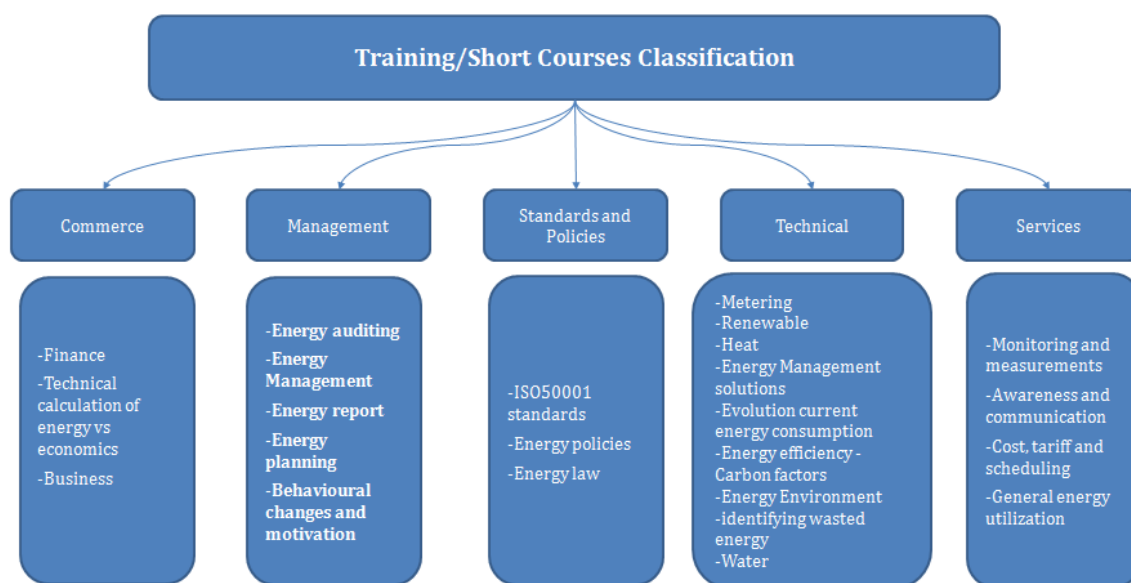 Training/Short Courses Classification
Commerce
Management
Standards and
Policies
Technical
Services
-Finance
-Technical
calculation of
energy vs
economics
-Business
-Energy auditing
-Energy
Management
-Energy report
-Energy
planning
-Behavioural
changes and
motivation
-ISO50001
standards
-Energy policies
-Energy law
-Metering
-Renewable
-Heat
-Energy Management
solutions
-Evolution current
energy consumption
-Energy efficiency -
Carbon factors
-Energy Environment
-identifying wasted
energy
-Water
-Monitoring and
measurements
-Awareness and
communication
-Cost, tariff and
scheduling
-General energy
utilization